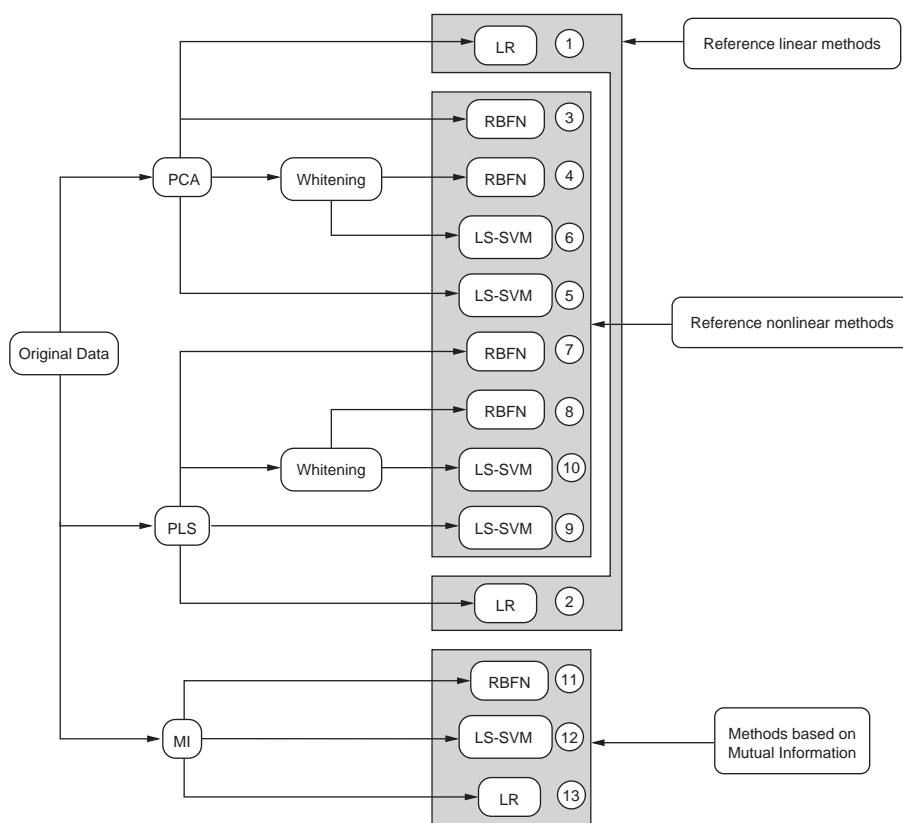 LR 1
Reference linear methods
RBFN 3
PCA
Whitening
RBFN 4
LS-SVM 6
LS-SVM 5
Reference nonlinear methods
Original Data
RBFN 7
RBFN 8
Whitening
LS-SVM 10
PLS
LS-SVM 9
LR 2
RBFN 11
MI
LS-SVM 12
Methods based on
Mutual Information
LR 13